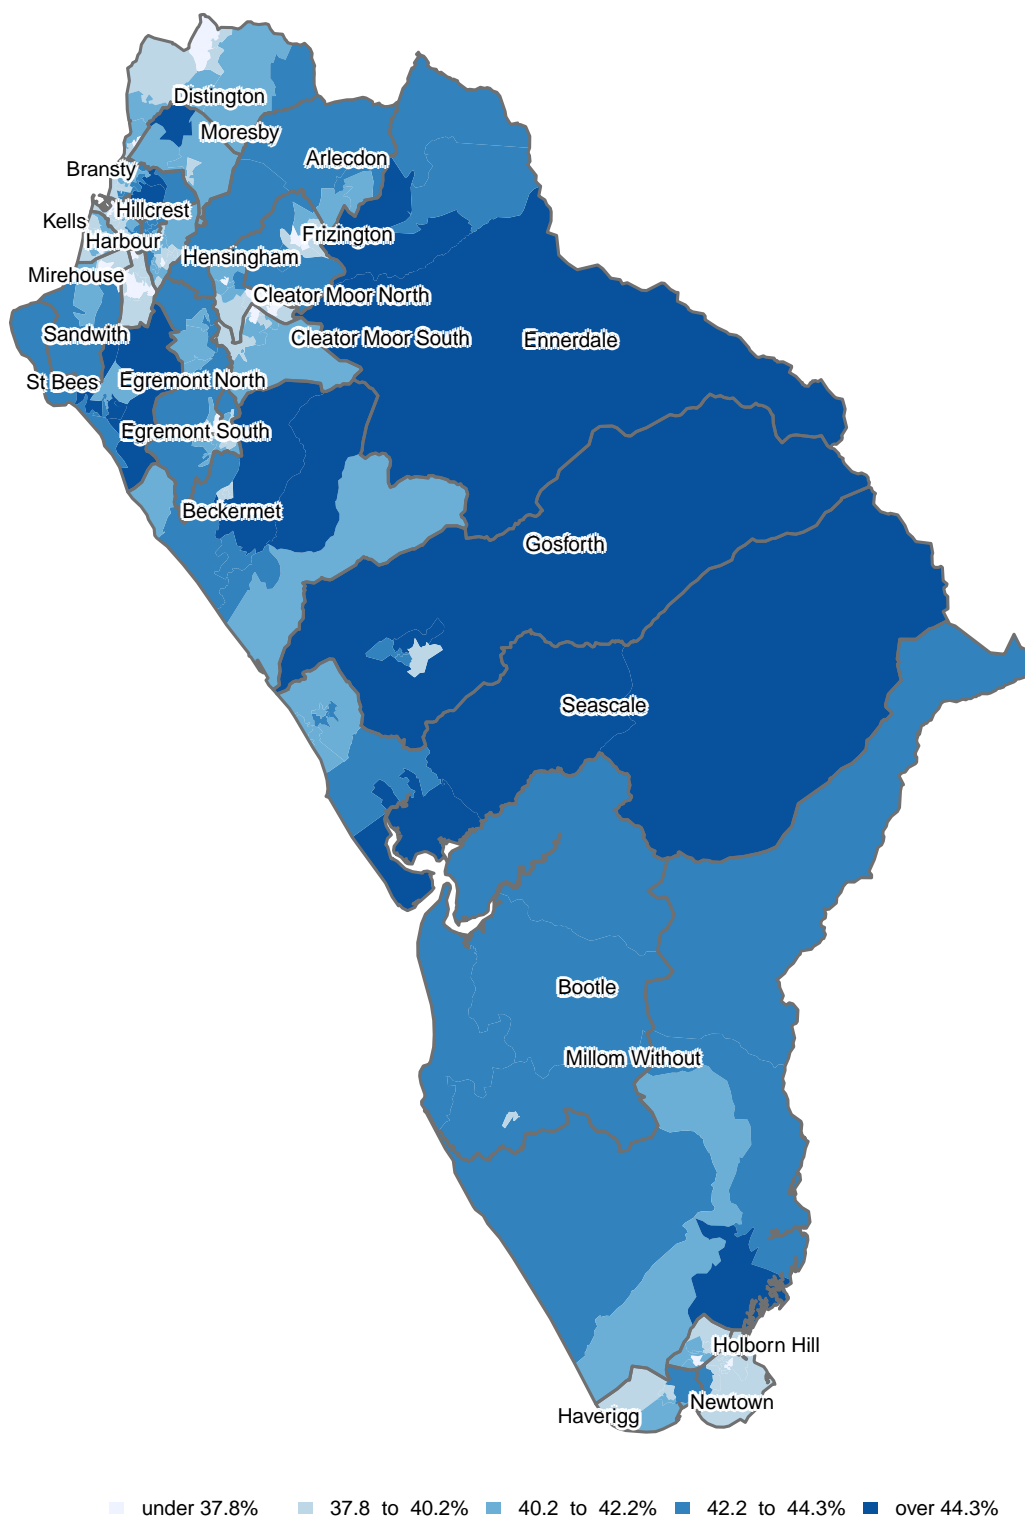 Distington
Moresby
Arlecdon
Bransty
Hillcrest
Kells
Harbour
Frizington
Hensingham
Mirehouse
Cleator Moor North
Sandwith
Cleator Moor South
Ennerdale
St Bees
Egremont North
Egremont South
Beckermet
Gosforth
Seascale
Bootle
Millom Without
Holborn Hill
Newtown
Haverigg
under 37.8% 37.8 to 40.2% 40.2 to 42.2% 42.2 to 44.3% over 44.3%